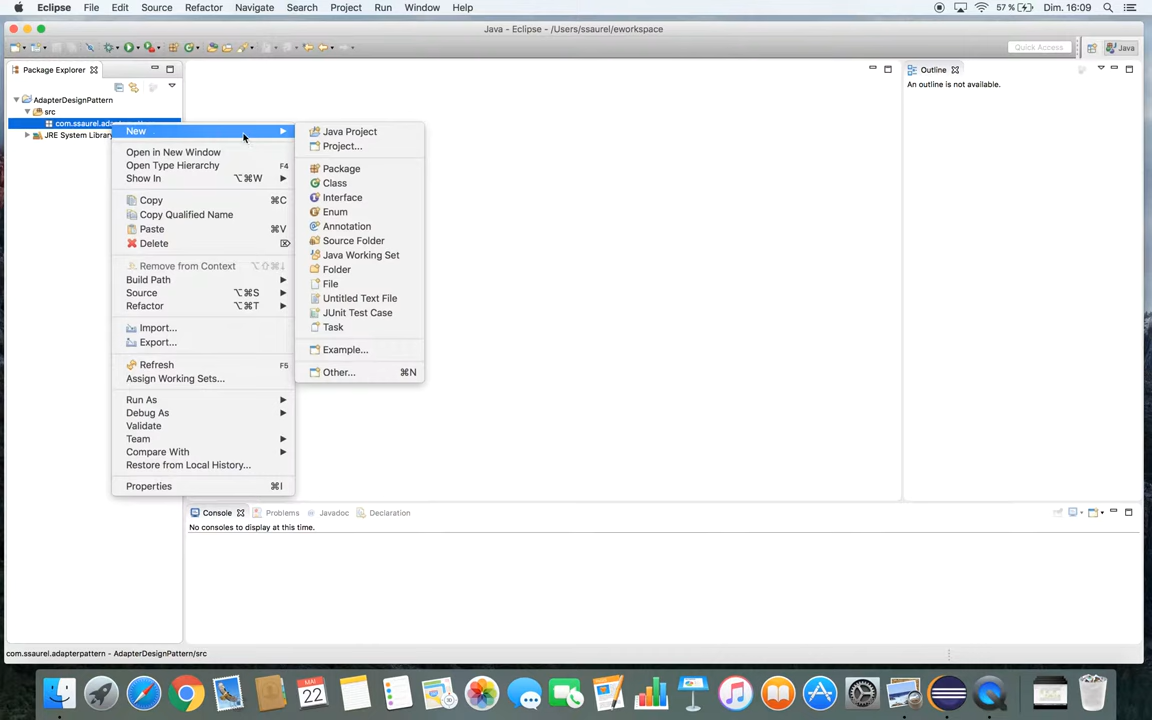 Eclipse File Edit Source Refactor Navigate Search Project Run Window Help 57 % Dim. 16:09
Java - Eclipse - /Users/ssaurel/eworkspace
Quick Access Java
Package Explorer Outline
An outline is not available.
AdapterDesignPattern
src
com.ssaurel.adapterpattern
JRE System Library
New
Open in New Window
Open Type Hierarchy F4
Show In ⌥⌘W
Copy ⌘C
Copy Qualified Name
Paste ⌘V
Delete ⌦
Remove from Context ⌥⇧⌘↓
Build Path
Source ⌥⌘S
Refactor ⌥⌘T
Import...
Export...
Refresh F5
Assign Working Sets...
Run As
Debug As
Validate
Team
Compare With
Restore from Local History...
Properties ⌘I
Java Project
Project...
Package
Class
Interface
Enum
Annotation
Source Folder
Java Working Set
Folder
File
Untitled Text File
JUnit Test Case
Task
Example...
Other... ⌘N
Console Problems Javadoc Declaration
No consoles to display at this time.
com.ssaurel.adapterpattern - AdapterDesignPattern/src
MAI
22